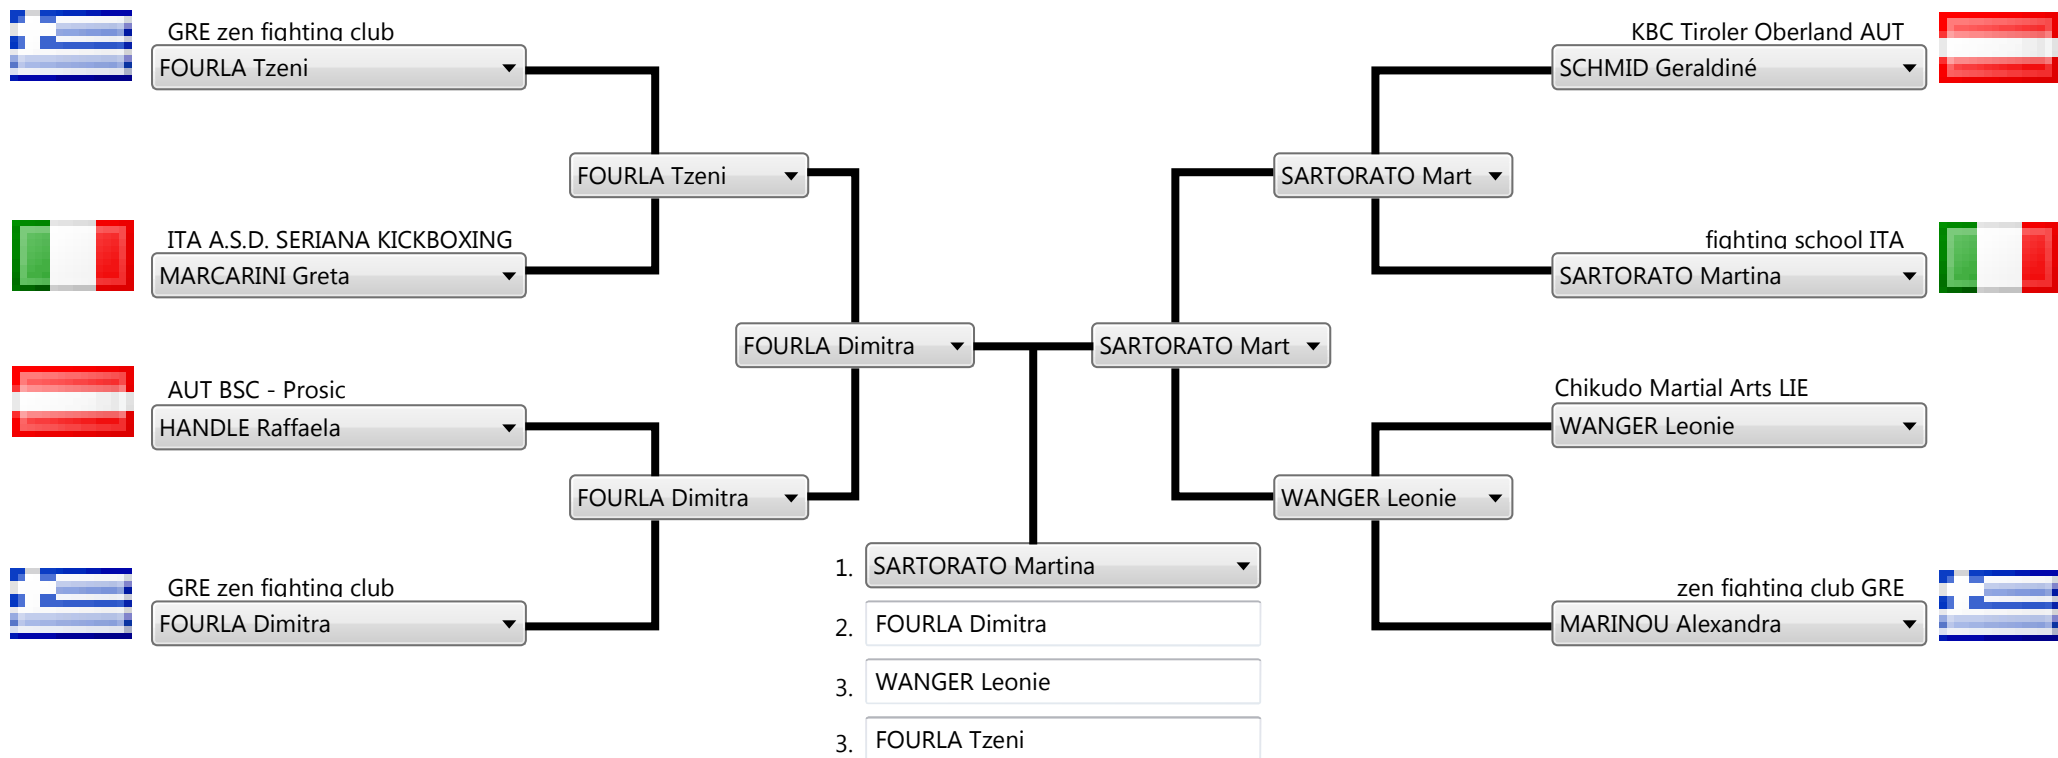 GRE zen fighting club
FOURLA Tzeni
KBC Tiroler Oberland AUT
SCHMID Geraldiné
FOURLA Tzeni
SARTORATO Mart
ITA A.S.D. SERIANA KICKBOXING
MARCARINI Greta
fighting school ITA
SARTORATO Martina
FOURLA Dimitra
SARTORATO Mart
AUT BSC - Prosic
HANDLE Raffaela
Chikudo Martial Arts LIE
WANGER Leonie
FOURLA Dimitra
WANGER Leonie
GRE zen fighting club
FOURLA Dimitra
zen fighting club GRE
MARINOU Alexandra
1. SARTORATO Martina
2. FOURLA Dimitra
3. WANGER Leonie
3. FOURLA Tzeni